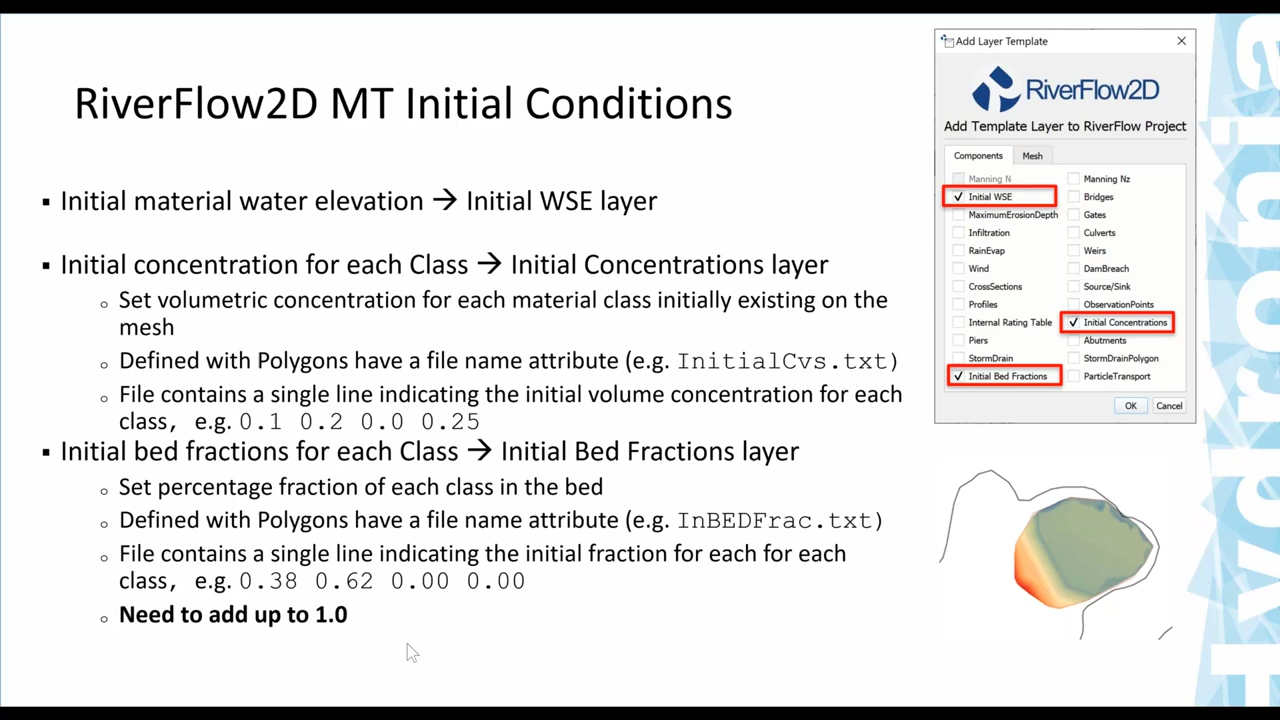 RiverFlow2D MT Initial Conditions
▪ Initial material water elevation → Initial WSE layer
▪ Initial concentration for each Class → Initial Concentrations layer
o Set volumetric concentration for each material class initially existing on the
mesh
o Defined with Polygons have a file name attribute (e.g. InitialCvs.txt)
o File contains a single line indicating the initial volume concentration for each
class, e.g. 0.1 0.2 0.0 0.25
▪ Initial bed fractions for each Class → Initial Bed Fractions layer
o Set percentage fraction of each class in the bed
o Defined with Polygons have a file name attribute (e.g. InBEDFrac.txt)
o File contains a single line indicating the initial fraction for each for each
class, e.g. 0.38 0.62 0.00 0.00
o Need to add up to 1.0
Add Layer Template
RiverFlow2D
Add Template Layer to RiverFlow Project
Components Mesh
Manning N Manning Nz
Initial WSE Bridges
MaximumErosionDepth Gates
Infiltration Culverts
RainEvap Weirs
Wind DamBreach
CrossSections Source/Sink
Profiles ObservationPoints
Internal Rating Table Initial Concentrations
Piers Abutments
StormDrain StormDrainPolygon
Initial Bed Fractions ParticleTransport
OK Cancel
Hydronia